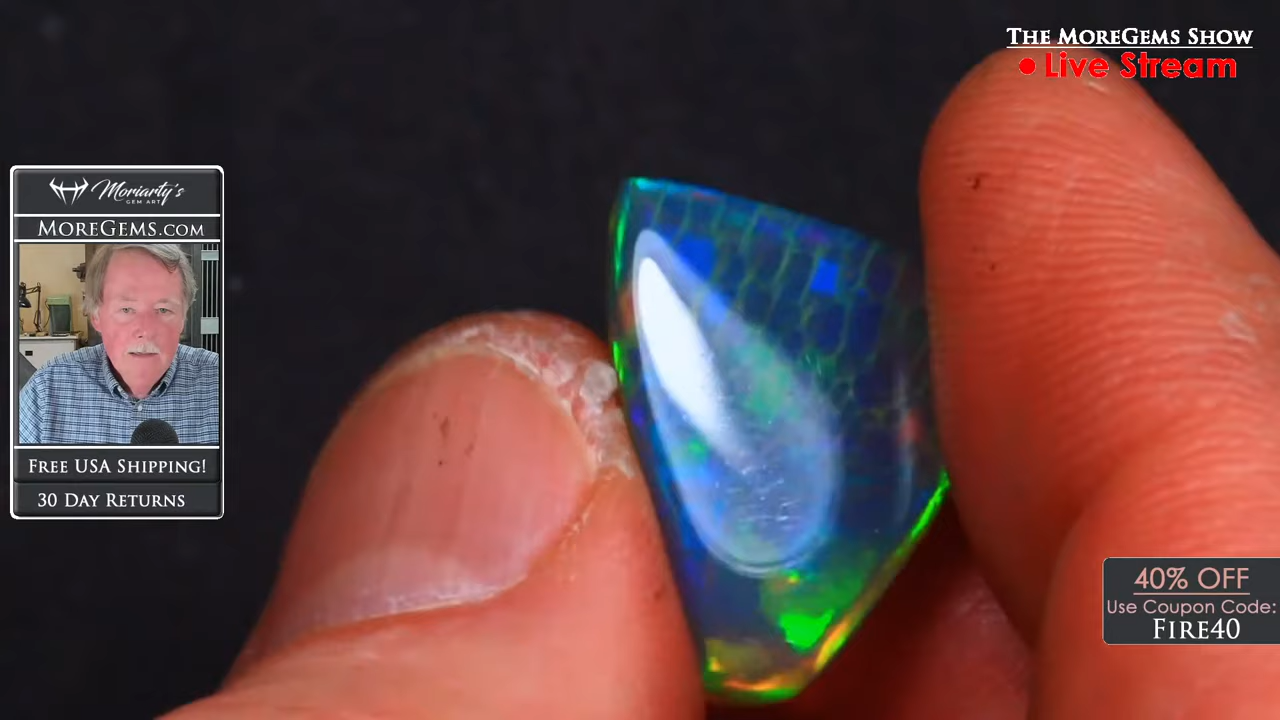 The MoreGems Show
Live Stream
Moriarty's
GEM ART
MoreGems.com
Free USA Shipping!
30 Day Returns
40% OFF
Use Coupon Code:
Fire40